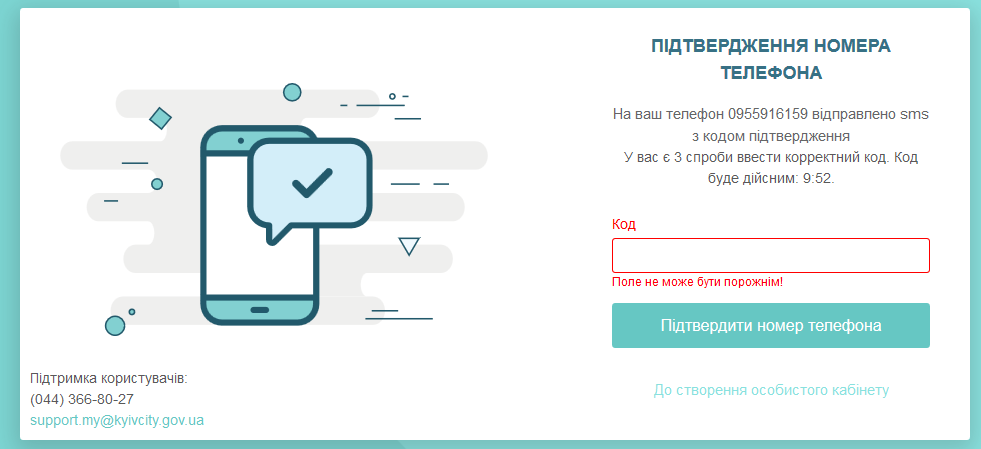 ПІДТВЕРДЖЕННЯ НОМЕРА
ТЕЛЕФОНА
На ваш телефон 0955916159 відправлено sms
з кодом підтвердження
У вас є 3 спроби ввести корректний код. Код
буде дійсним: 9:52.
Код
Поле не може бути порожнім!
Підтвердити номер телефона
До створення особистого кабінету
Підтримка користувачів:
(044) 366-80-27
support.my@kyivcity.gov.ua